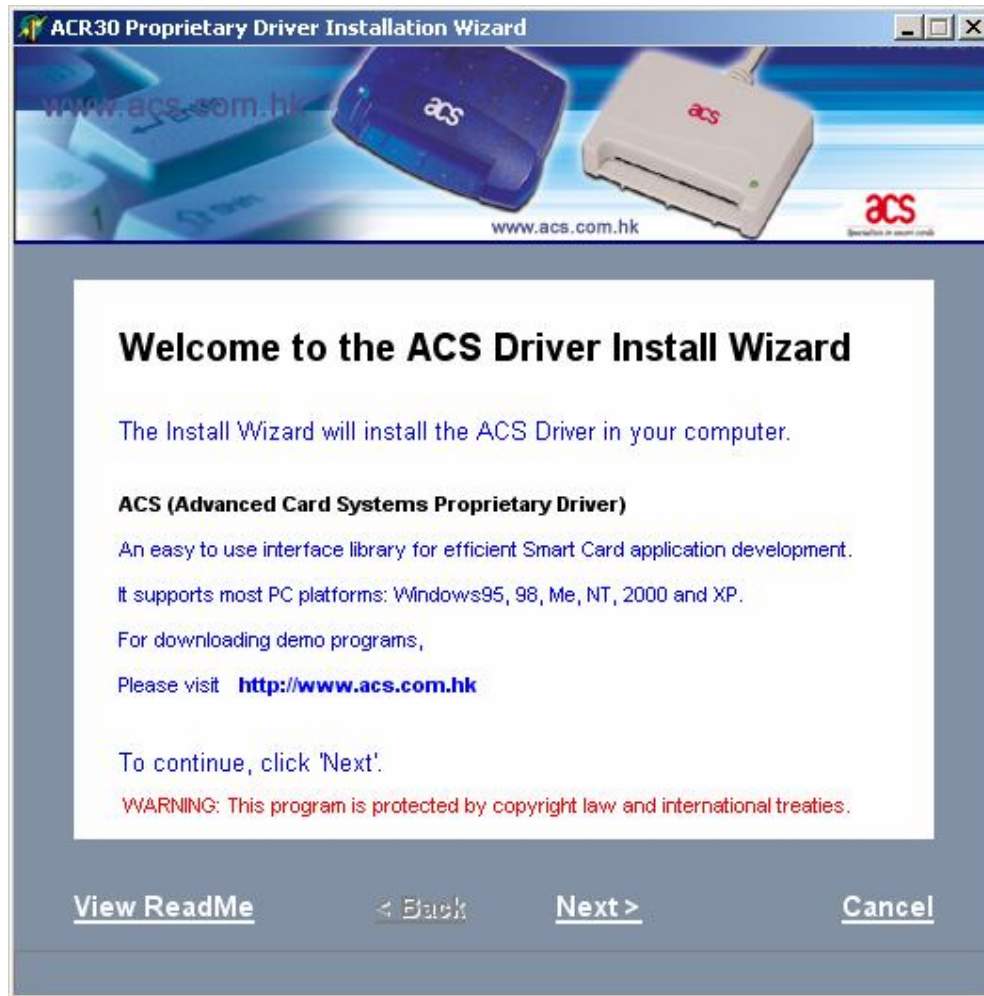 ACR30 Proprietary Driver Installation Wizard
www.acs.com.hk
acs
acs
www.acs.com.hk
acs
Welcome to the ACS Driver Install Wizard
The Install Wizard will install the ACS Driver in your computer.
ACS (Advanced Card Systems Proprietary Driver)
An easy to use interface library for efficient Smart Card application development.
It supports most PC platforms: Windows95, 98, Me, NT, 2000 and XP.
For downloading demo programs,
Please visit http://www.acs.com.hk
To continue, click 'Next'.
WARNING: This program is protected by copyright law and international treaties.
View ReadMe < Back Next > Cancel